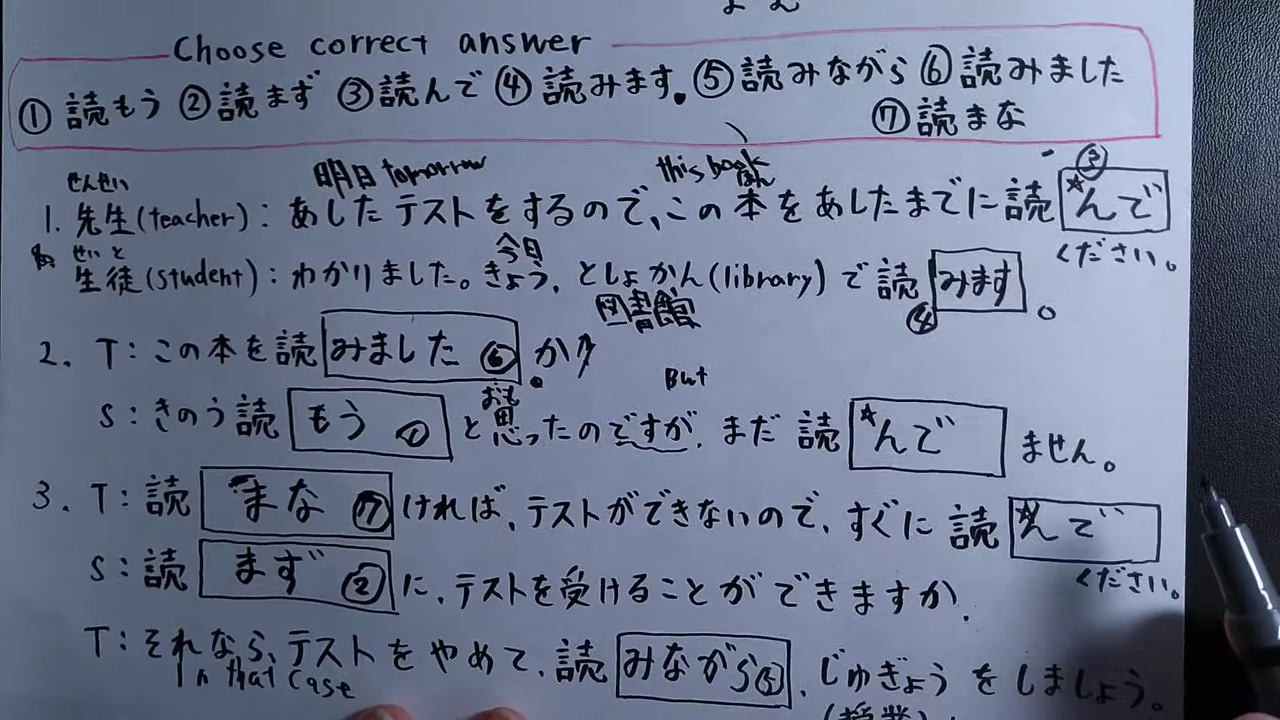 よむ
Choose correct answer
① 読もう ② 読まず ③ 読んで ④ 読みます。 ⑤ 読みながら ⑥ 読みました
⑦ 読まな
せんせい 明日 tomorrow this book ほん ③
1. 先生(teacher): あしたテストをするので、この本をあしたまでに読 ☆んで
ください。
せいと 今日
生徒(student): わかりました。きょう、としょかん(library)で読 みます 。
図書館 ④
2. T: この本を読 みました ⑥ 。か?
おも But
S: きのう読 もう ① と思ったのですが、まだ 読 ☆んで ません。
3. T: 読 まな ⑦ ければ、テストができないので、すぐに 読 ☆んで
ください。
S: 読 まず ② に、テストを受けることができますか.
T: それなら、テストをやめて、読 みながら ⑤ 、じゅぎょうをしましょう。
In that case
(授業)